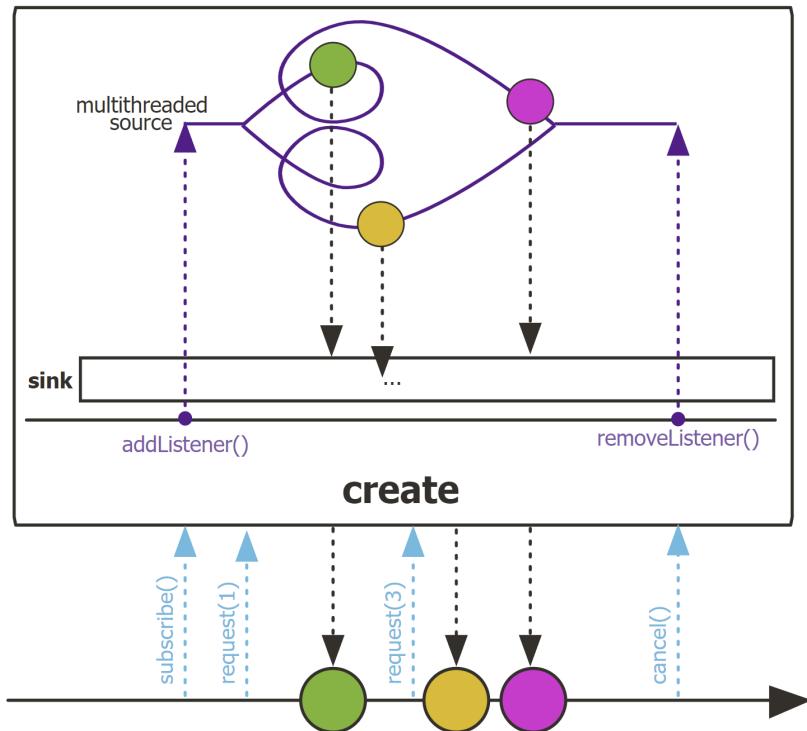 multithreaded
source
sink
...
addListener()
removeListener()
create
subscribe()
request(1)
request(3)
cancel()